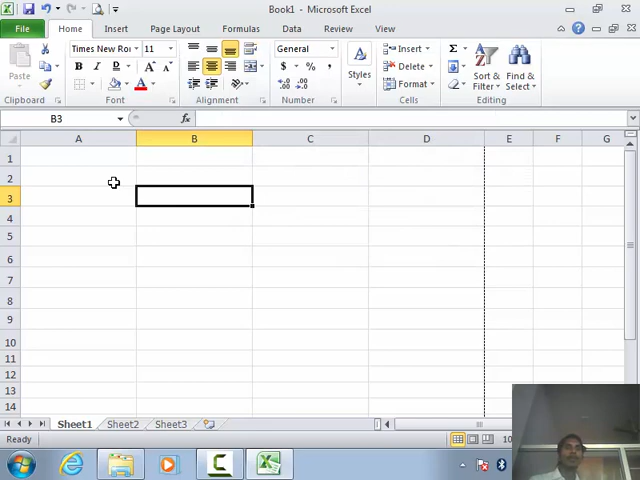 Book1 - Microsoft Excel
File Home Insert Page Layout Formulas Data Review View
Paste
Times New Ro 11
B I U A A
A
General
$ % ,
Styles
Insert
Delete
Format
Σ
Sort & Filter
Find & Select
Clipboard Font Alignment Number Cells Editing
B3 fx
A B C D E F G
1
2
3
4
5
6
7
8
9
10
11
12
13
14
Sheet1 Sheet2 Sheet3
Ready